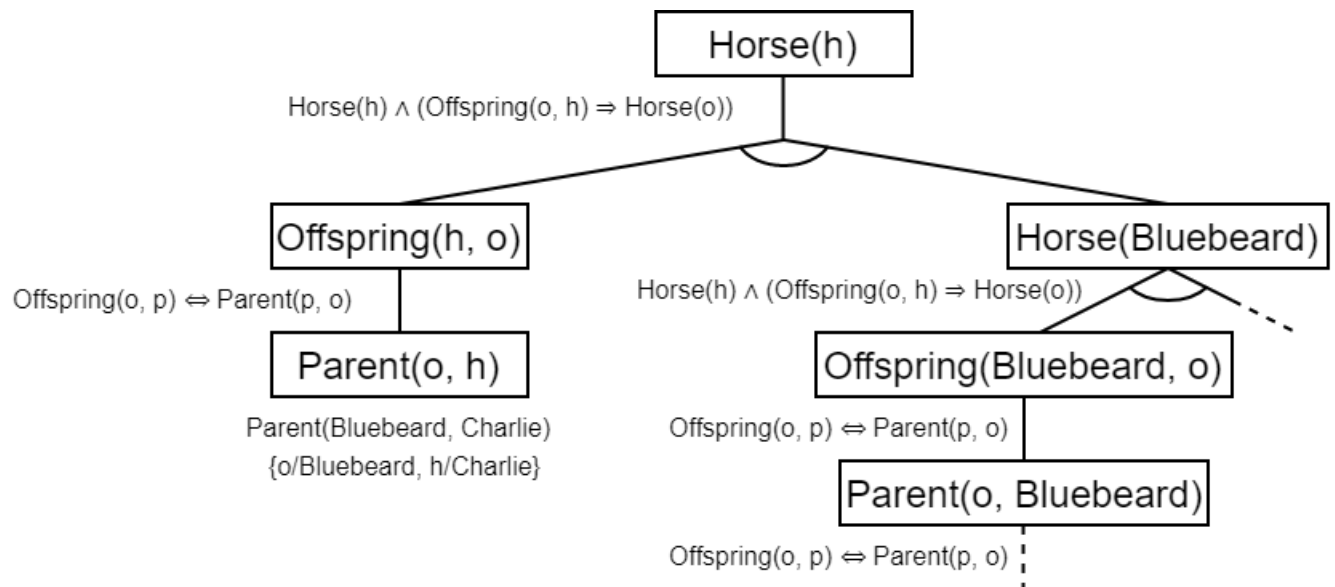 Horse(h)
Horse(h) ∧ (Offspring(o, h) ⇒ Horse(o))
Offspring(h, o)
Horse(Bluebeard)
Offspring(o, p) ⇔ Parent(p, o)
Horse(h) ∧ (Offspring(o, h) ⇒ Horse(o))
Parent(o, h)
Offspring(Bluebeard, o)
Parent(Bluebeard, Charlie)
{o/Bluebeard, h/Charlie}
Offspring(o, p) ⇔ Parent(p, o)
Parent(o, Bluebeard)
Offspring(o, p) ⇔ Parent(p, o)